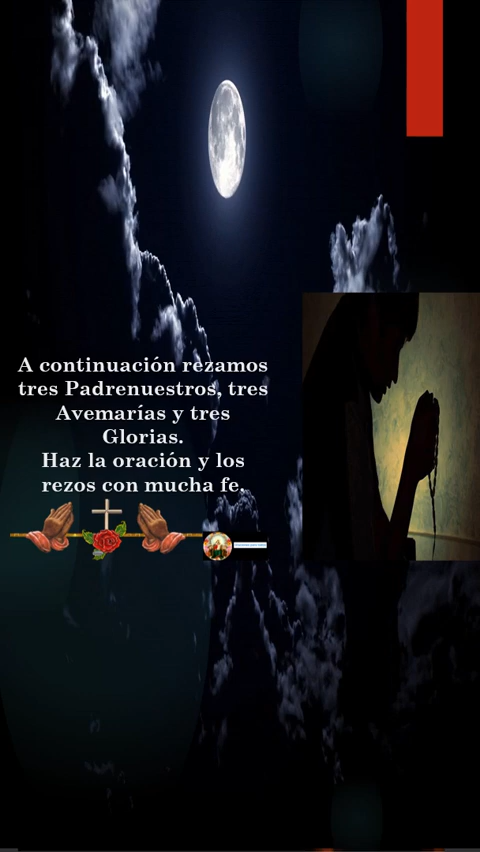 A continuación rezamos
tres Padrenuestros, tres
Avemarías y tres
Glorias.
Haz la oración y los
rezos con mucha fe.